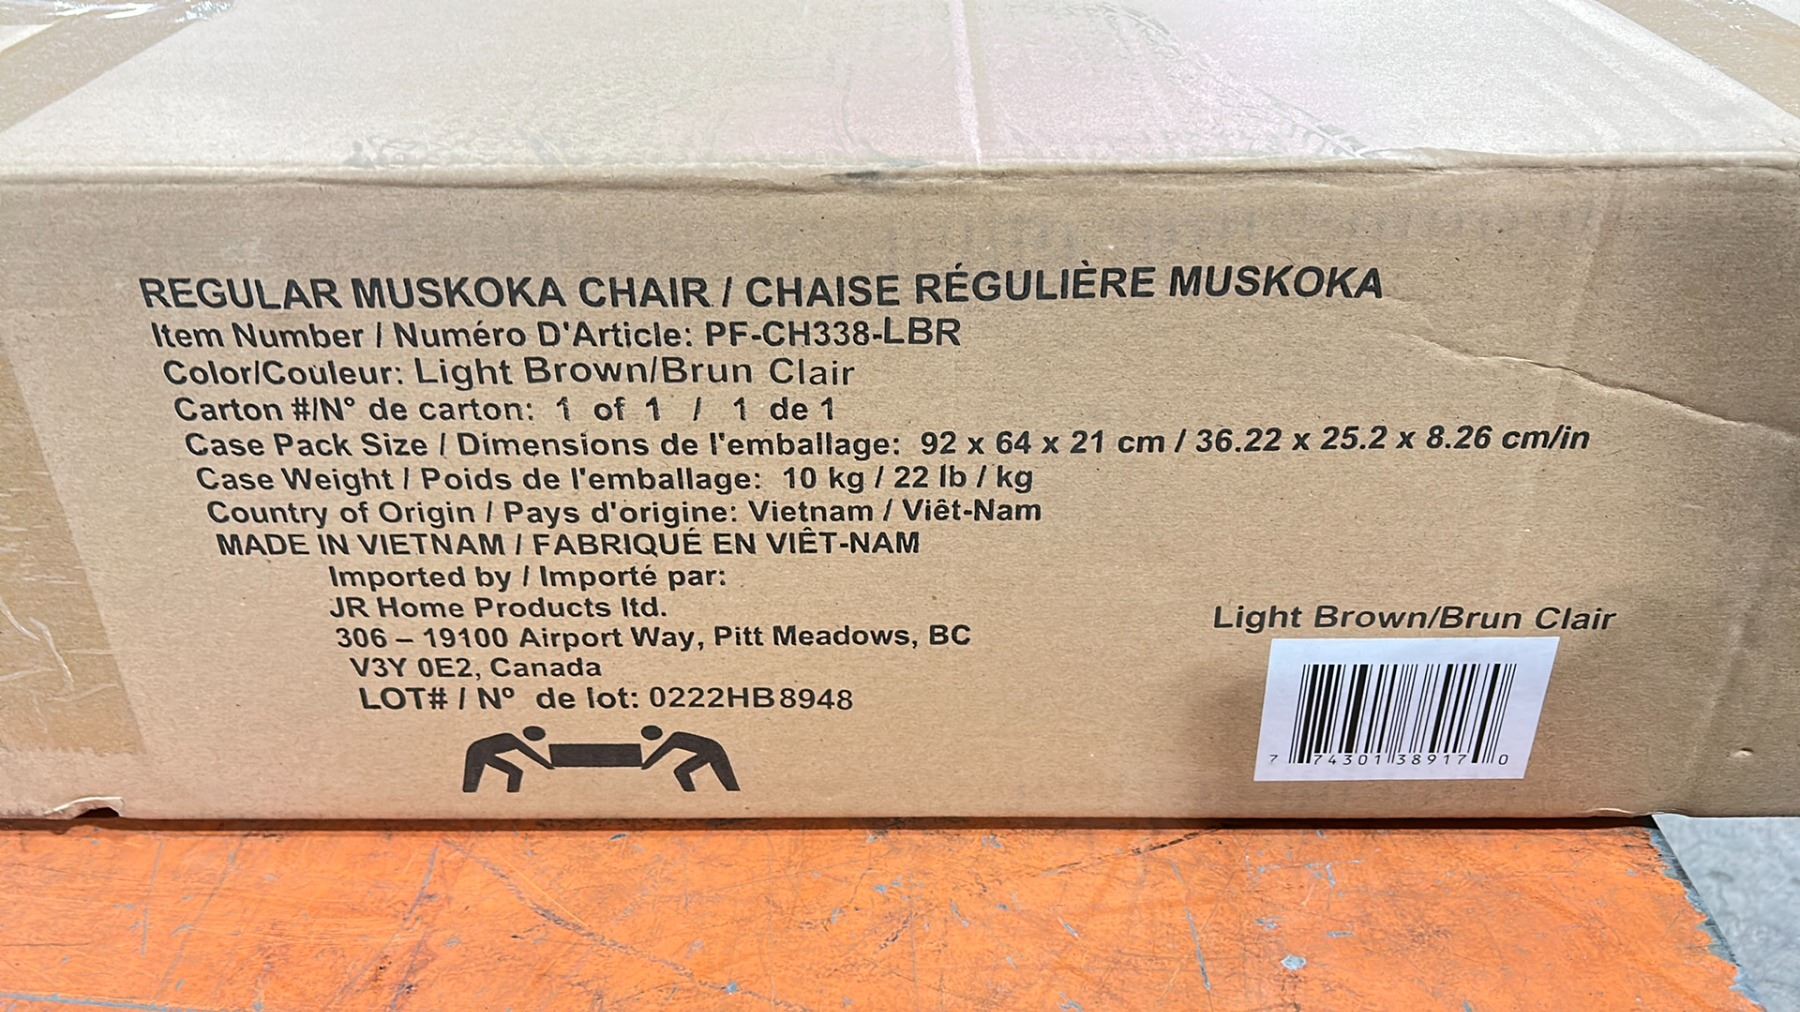 REGULAR MUSKOKA CHAIR / CHAISE RÉGULIÈRE MUSKOKA
Item Number / Numéro D'Article: PF-CH338-LBR
Color/Couleur: Light Brown/Brun Clair
Carton #/N° de carton: 1 of 1 / 1 de 1
Case Pack Size / Dimensions de l'emballage: 92 x 64 x 21 cm / 36.22 x 25.2 x 8.26 cm/in
Case Weight / Poids de l'emballage: 10 kg / 22 lb / kg
Country of Origin / Pays d'origine: Vietnam / Viêt-Nam
MADE IN VIETNAM / FABRIQUÉ EN VIÊT-NAM
Imported by / Importé par:
JR Home Products ltd.
306 – 19100 Airport Way, Pitt Meadows, BC
V3Y 0E2, Canada
LOT# / Nº de lot: 0222HB8948
Light Brown/Brun Clair
7 74301 38917 0